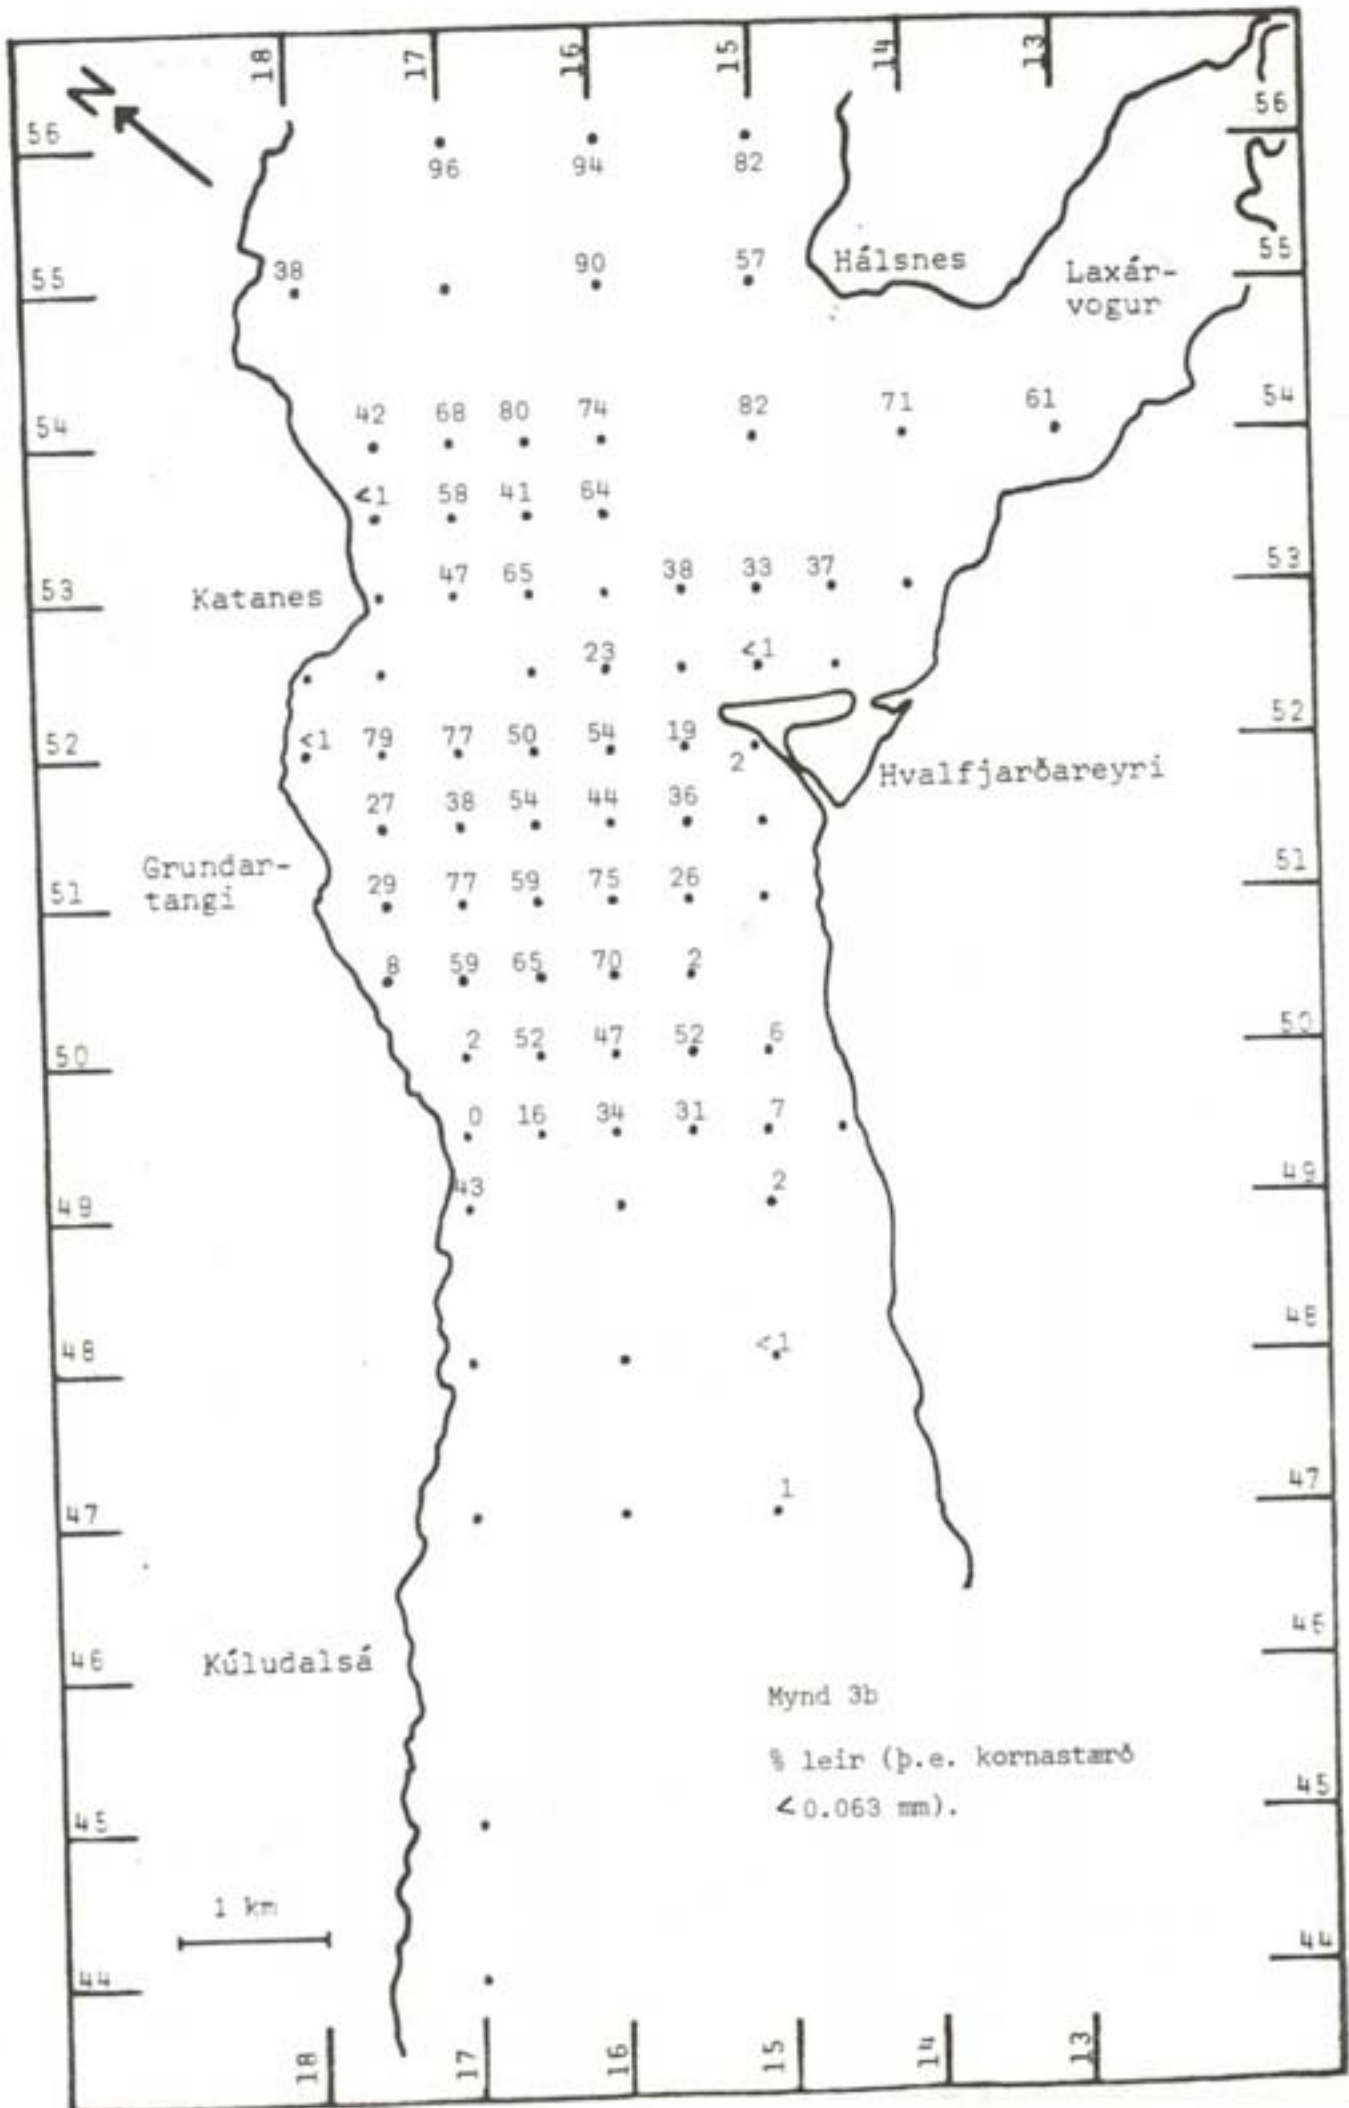 18 17 16 15 14 13
N
56 56
96 94 82
Hálsnes
38 90 57 Laxár-
55 55
vogur
42 68 80 74 82 71 61
54 54
<1 58 41 64
47 65 38 33 37
53 53
Katanes
23 <1
<1 79 77 50 54 19
52 52
2
Hvalfjarðareyri
27 38 54 44 36
Grundar-
tangi
29 77 59 75 26
51 51
8 59 65 70 2
2 52 47 52 6
50 50
0 16 34 31 7
43 2
49 49
<1
48 48
1
47 47
46 46
Kúludalsá
Mynd 3b
% leir (þ.e. kornastærð
<0.063 mm).
45 45
1 km
44 44
18 17 16 15 14 13